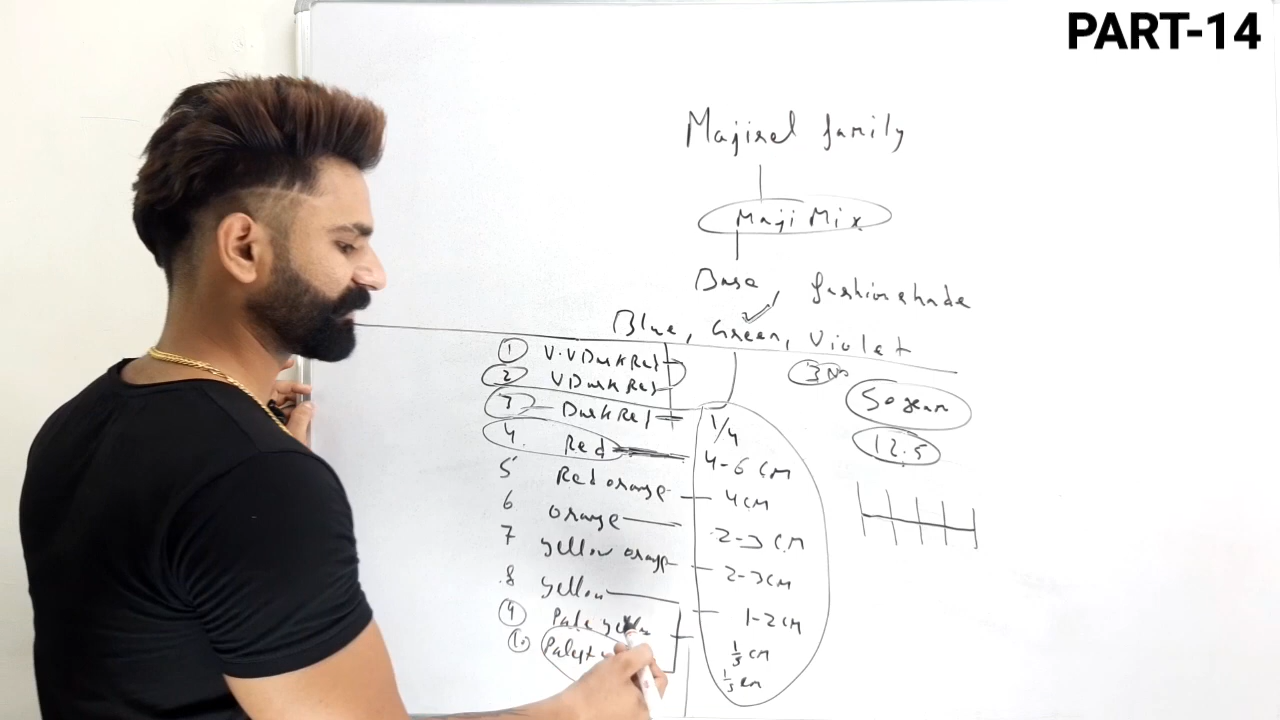 PART-14
Majirel family
Maji Mix
Base, fashion shade
Blue, Green, Violet
1 V.V Dark Red
2 V Dark Red
3 Dark Red 1/4
4. Red 4-6 CM
5 Red orange 4 CM
6 orange 2-3 CM
7 yellow orange 2-3 CM
8 yellow 1-2 CM
9 Pale yellow 1/3 CM
10 1/3 CM
3 No
50 gram
12.5